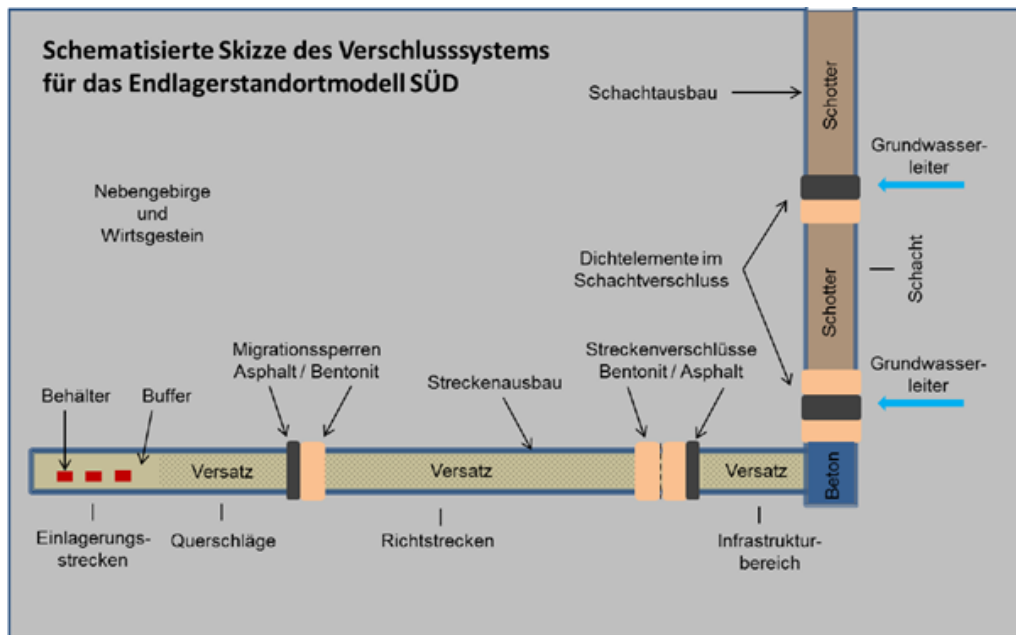 Schematisierte Skizze des Verschlusssystems
für das Endlagerstandortmodell SÜD
Schachtausbau
Schotter
Grundwasser-
leiter
Nebengebirge
und
Wirtsgestein
Dichtelemente im
Schachtverschluss
Schotter
Schacht
Migrationssperren
Asphalt / Bentonit
Streckenverschlüsse
Bentonit / Asphalt
Grundwasser-
leiter
Behälter
Buffer
Streckenausbau
Versatz
Versatz
Versatz
Beton
Einlagerungs-
strecken
Querschläge
Richtstrecken
Infrastruktur-
bereich